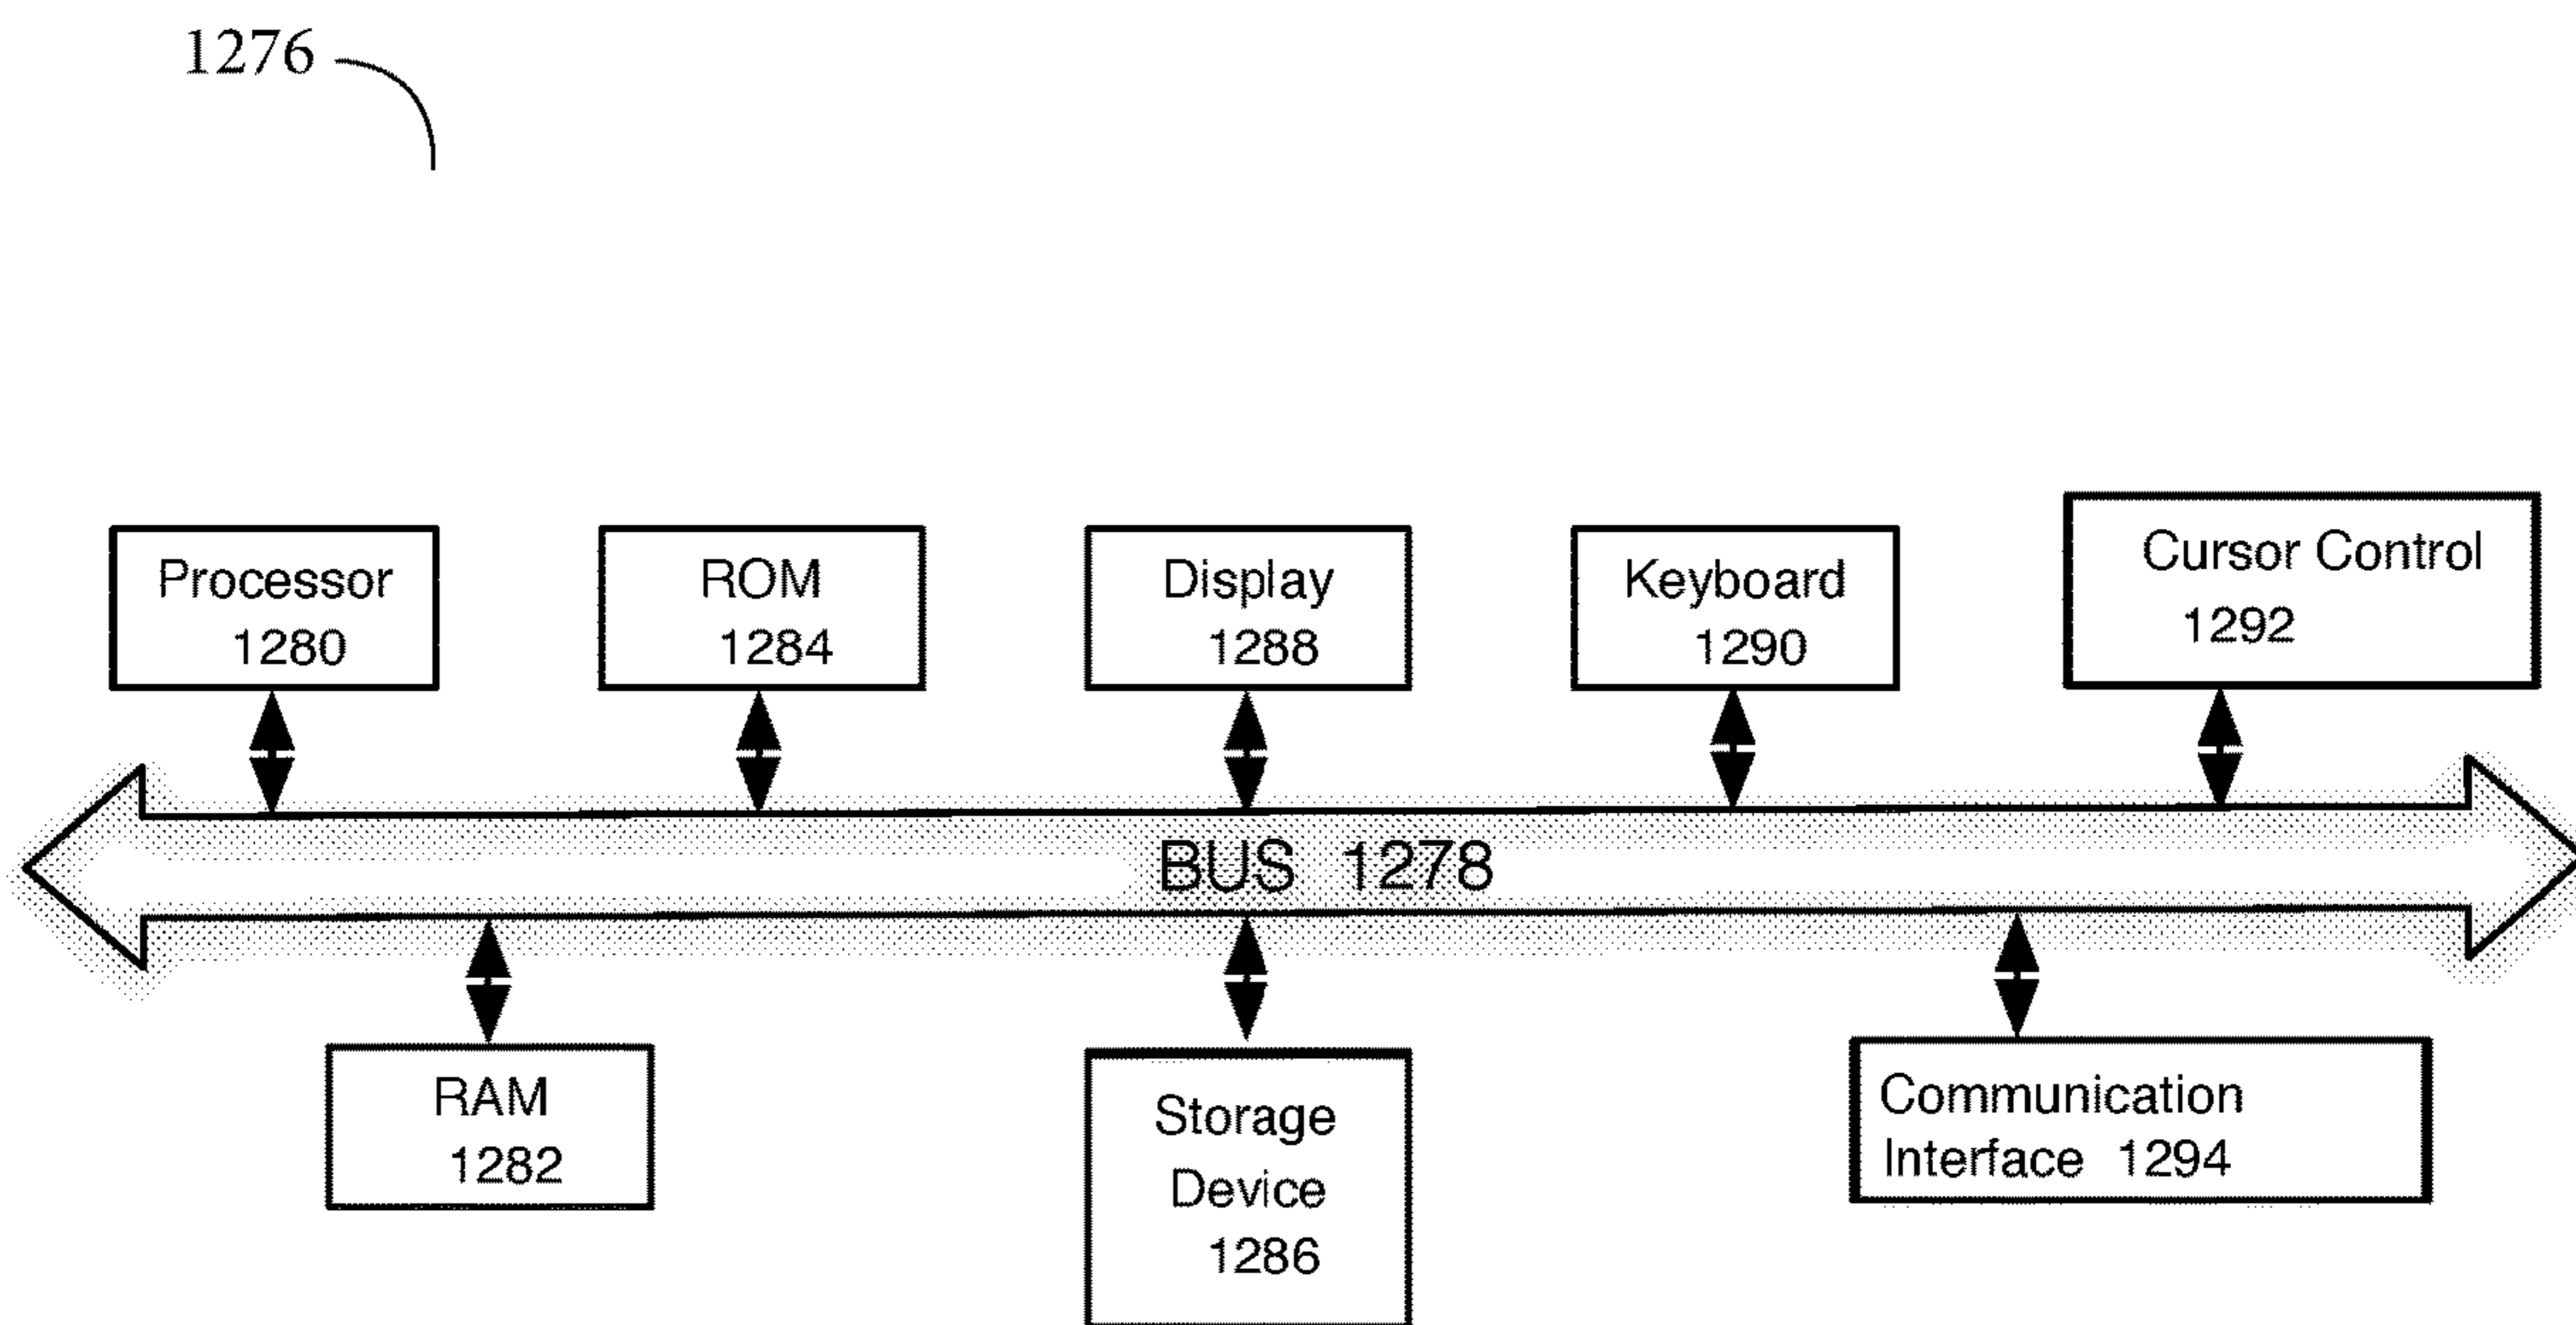 1276
Processor
1280
ROM
1284
Display
1288
Keyboard
1290
Cursor Control
1292
BUS 1278
RAM
1282
Storage
Device
1286
Communication
Interface 1294